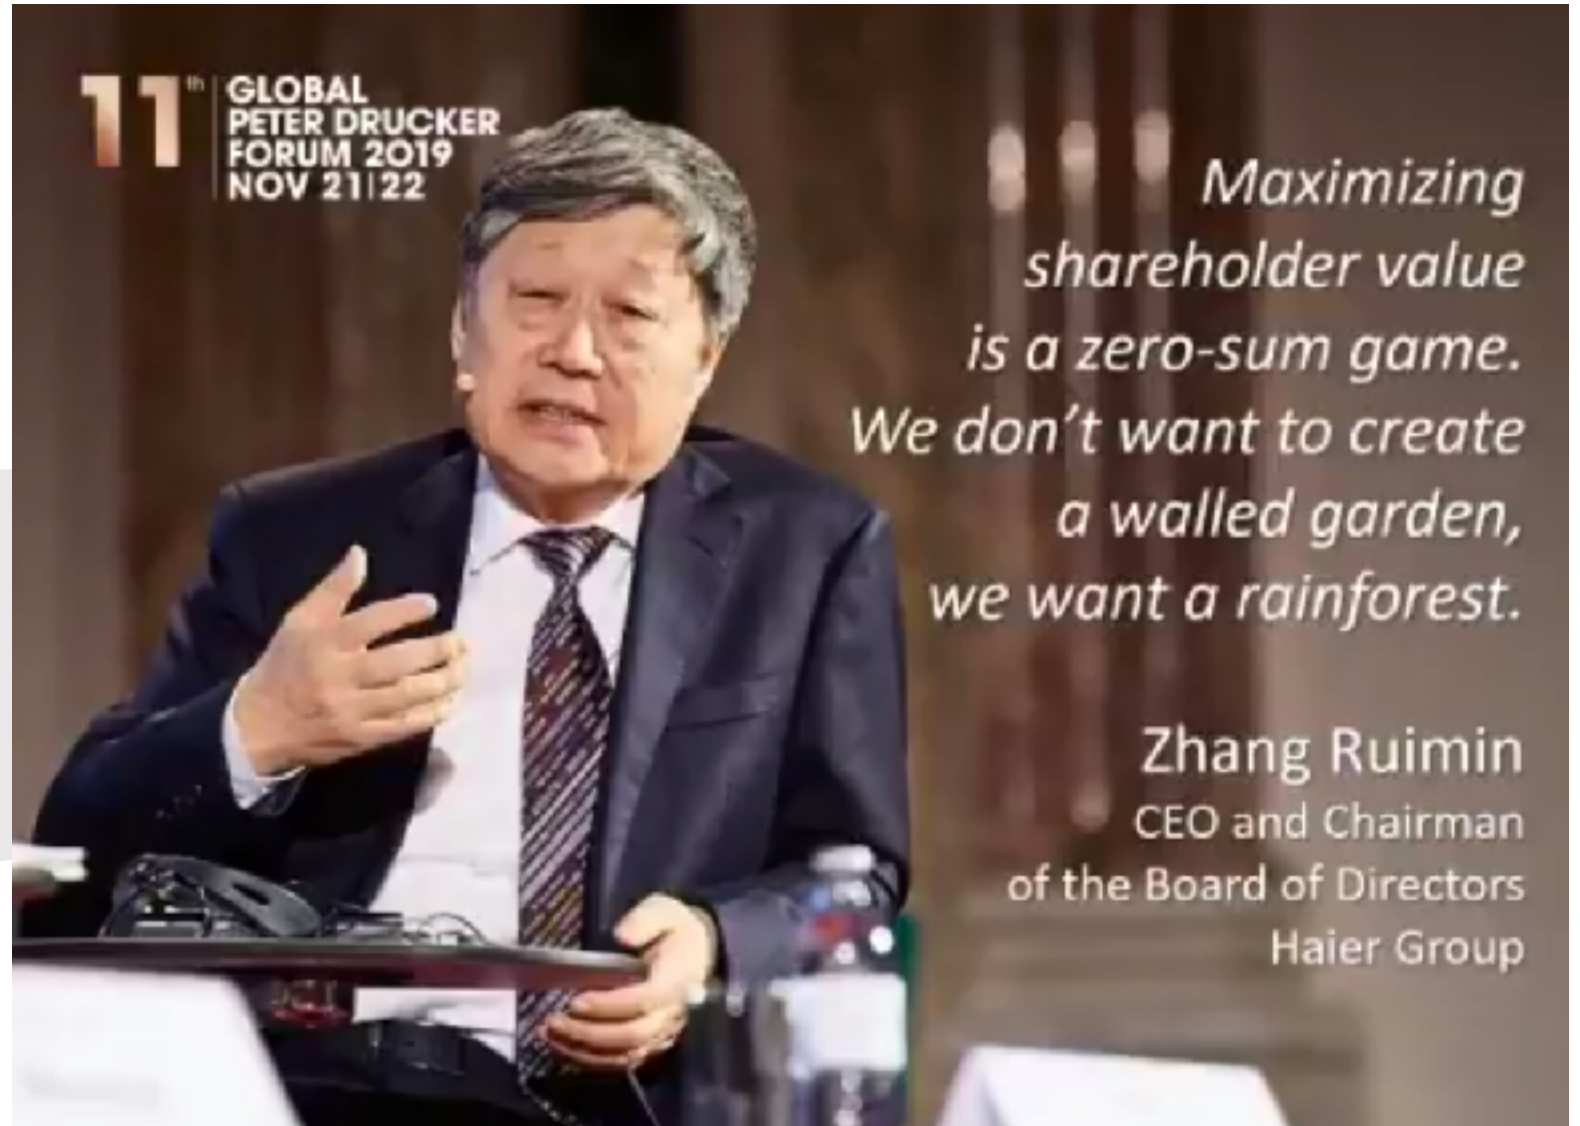 11th
GLOBAL
PETER DRUCKER
FORUM 2019
NOV 21|22
Maximizing
shareholder value
is a zero-sum game.
We don’t want to create
a walled garden,
we want a rainforest.
Zhang Ruimin
CEO and Chairman
of the Board of Directors
Haier Group